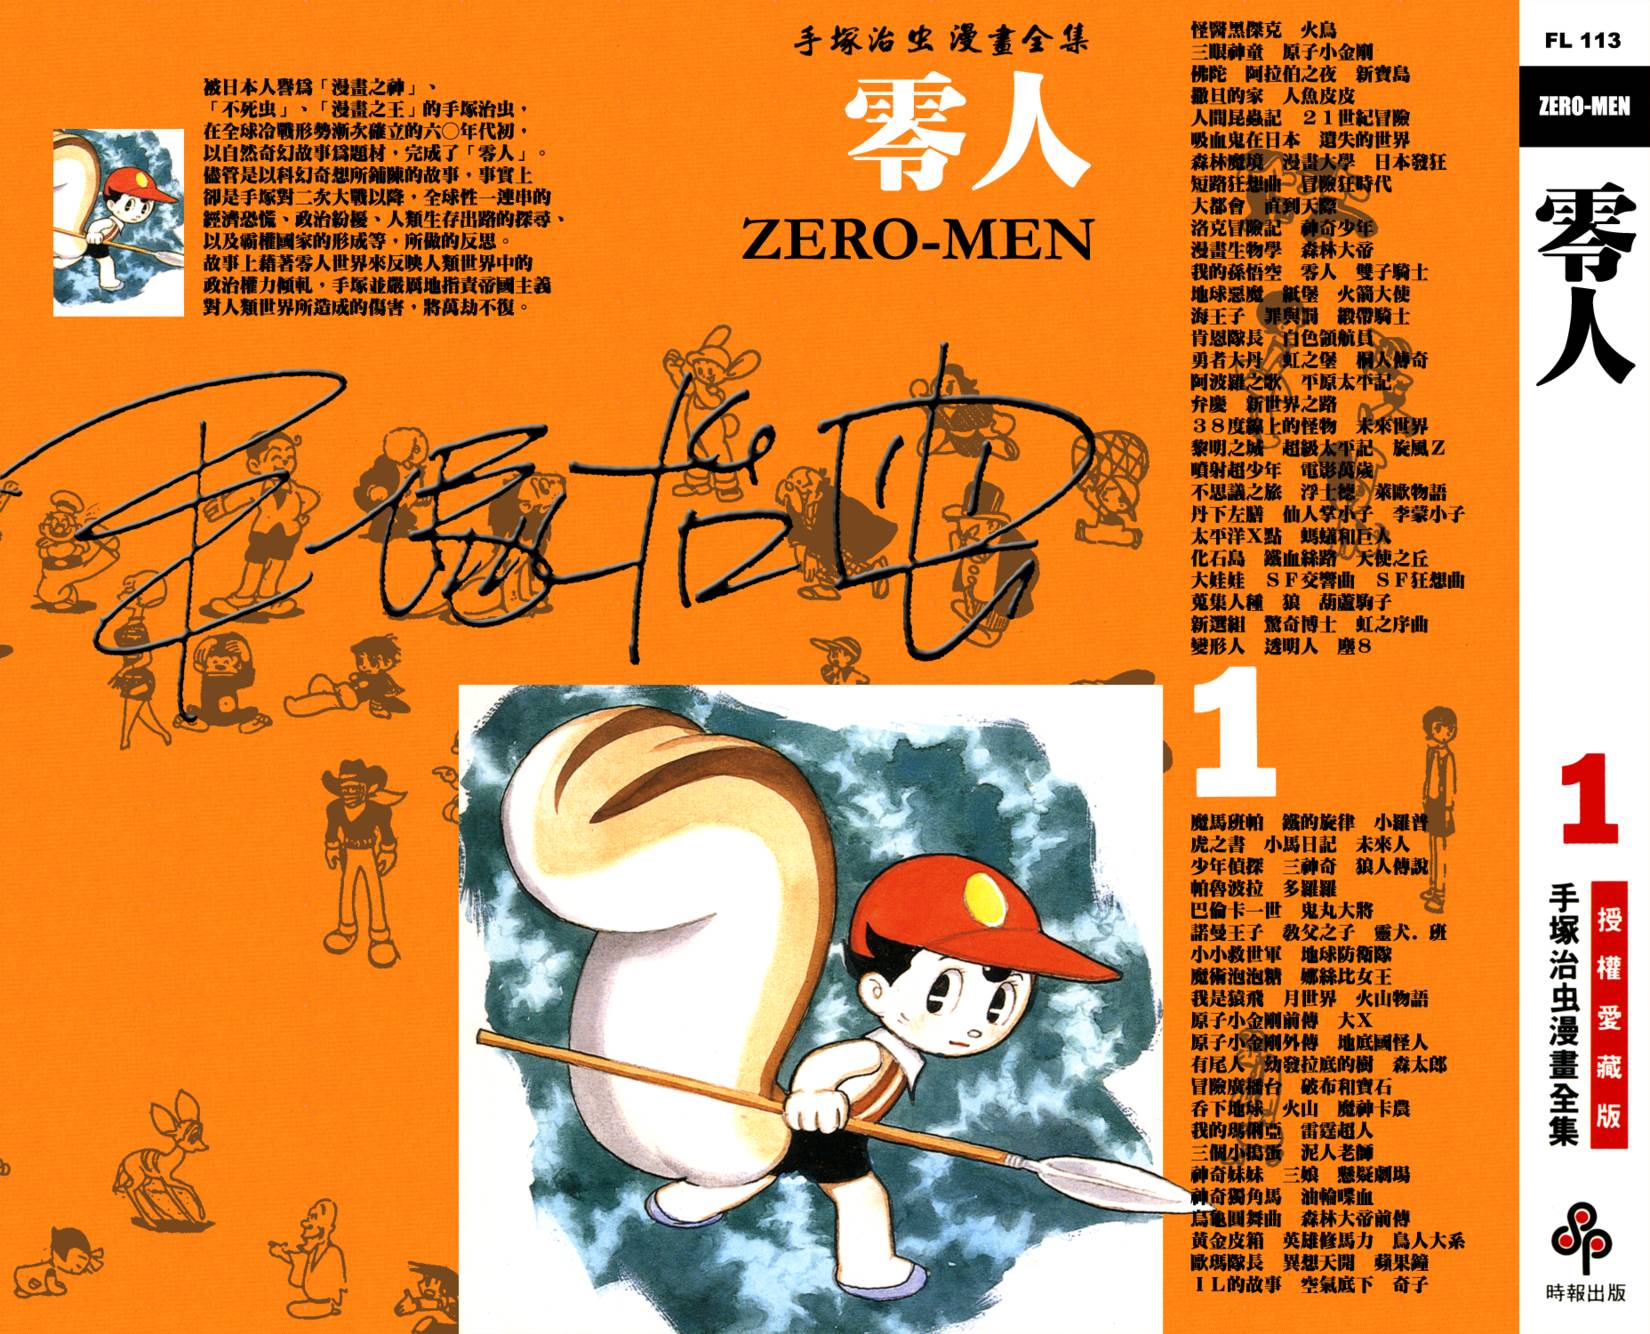 手塚治虫漫畫全集
零人
ZERO-MEN
被日本人譽爲「漫畫之神」、
「不死虫」、「漫畫之王」的手塚治虫，
在全球冷戰形勢漸次確立的六〇年代初，
以自然奇幻故事爲題材，完成了「零人」。
儘管是以科幻奇想所鋪陳的故事，事實上
卻是手塚對二次大戰以降，全球性一連串的
經濟恐慌、政治紛擾、人類生存出路的探尋、
以及霸權國家的形成等，所做的反思。
故事上藉著零人世界來反映人類世界中的
政治權力傾軋，手塚並嚴厲地指責帝國主義
對人類世界所造成的傷害，將萬劫不復。
手塚治虫
怪醫黑傑克　火鳥
三眼神童　原子小金剛
佛陀　阿拉伯之夜　新寶島
撒旦的家　人魚皮皮
人間昆蟲記　２１世紀冒險
吸血鬼在日本　遺失的世界
森林魔境　漫畫大學　日本發狂
短路狂想曲　冒險狂時代
大都會　直到天際
洛克冒險記　神奇少年
漫畫生物學　森林大帝
我的孫悟空　零人　雙子騎士
地球惡魔　紙堡　火箭大使
海王子　罪與罰　緞帶騎士
肯恩隊長　白色領航員
勇者大丹　虹之堡　桐人傳奇
阿波羅之歌　平原太平記
弁慶　新世界之路
３８度線上的怪物　未來世界
黎明之城　超級太平記　旋風Ｚ
噴射超少年　電影萬歲
不思議之旅　浮士德　萊歐物語
丹下左膳　仙人掌小子　李蒙小子
太平洋Ｘ點　螞蟻和巨人
化石島　鐵血絲路　天使之丘
大娃娃　ＳＦ交響曲　ＳＦ狂想曲
蒐集人種　狼　葫蘆駒子
新選組　驚奇博士　虹之序曲
變形人　透明人　塵８
1
魔馬班帕　鐵的旋律　小羅普
虎之書　小馬日記　未來人
少年偵探　三神奇　狼人傳說
帕魯波拉　多羅羅
巴倫卡一世　鬼丸大將
諾曼王子　教父之子　靈犬．班
小小救世軍　地球防衛隊
魔術泡泡糖　娜絲比女王
我是猿飛　月世界　火山物語
原子小金剛前傳　大Ｘ
原子小金剛外傳　地底國怪人
有尾人　幼發拉底的樹　森太郎
冒險廣播台　破布和寶石
吞下地球　火山　魔神卡農
我的瑪俐亞　雷霆超人
三個小搗蛋　泥人老師
神奇妹妹　三娘　懸疑劇場
神奇獨角馬　油輪喋血
烏龜圓舞曲　森林大帝前傳
黃金皮箱　英雄修馬力　鳥人大系
歐瑪隊長　異想天開　蘋果鐘
ＩＬ的故事　空氣底下　奇子
FL 113
ZERO-MEN
零人
1
授權愛藏版
手塚治虫漫畫全集
時報出版